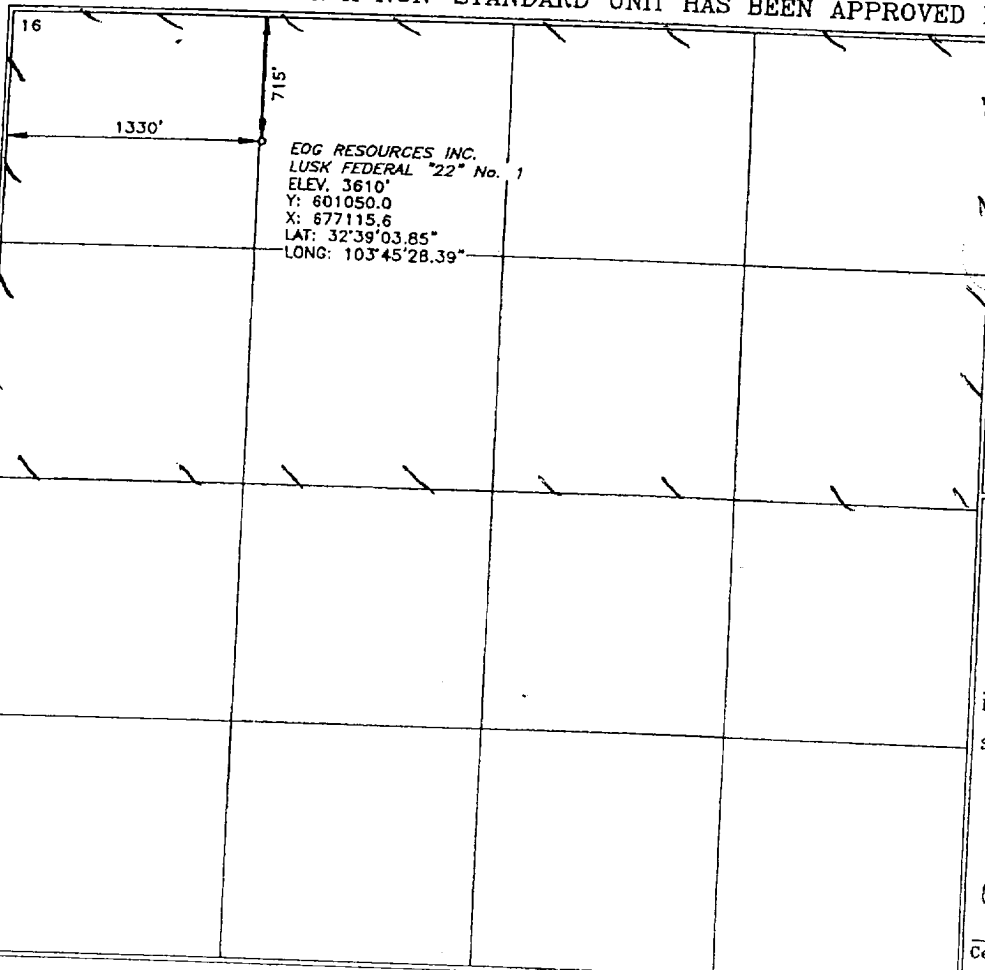 NON STANDARD UNIT HAS BEEN APPROVED
16
715'
1330'
EOG RESOURCES INC.
LUSK FEDERAL "22" No. 1
ELEV. 3610'
Y: 601050.0
X: 677115.6
LAT: 32°39'03.85"
LONG: 103°45'28.39"